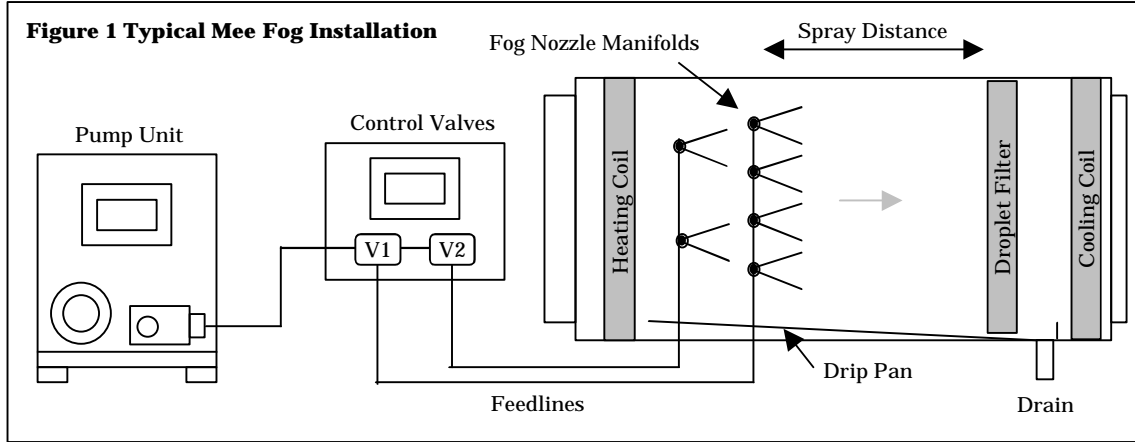 Figure 1 Typical Mee Fog Installation
Fog Nozzle Manifolds
Spray Distance
Pump Unit
Control Valves
V1
V2
Heating Coil
Droplet Filter
Cooling Coil
Drip Pan
Feedlines
Drain